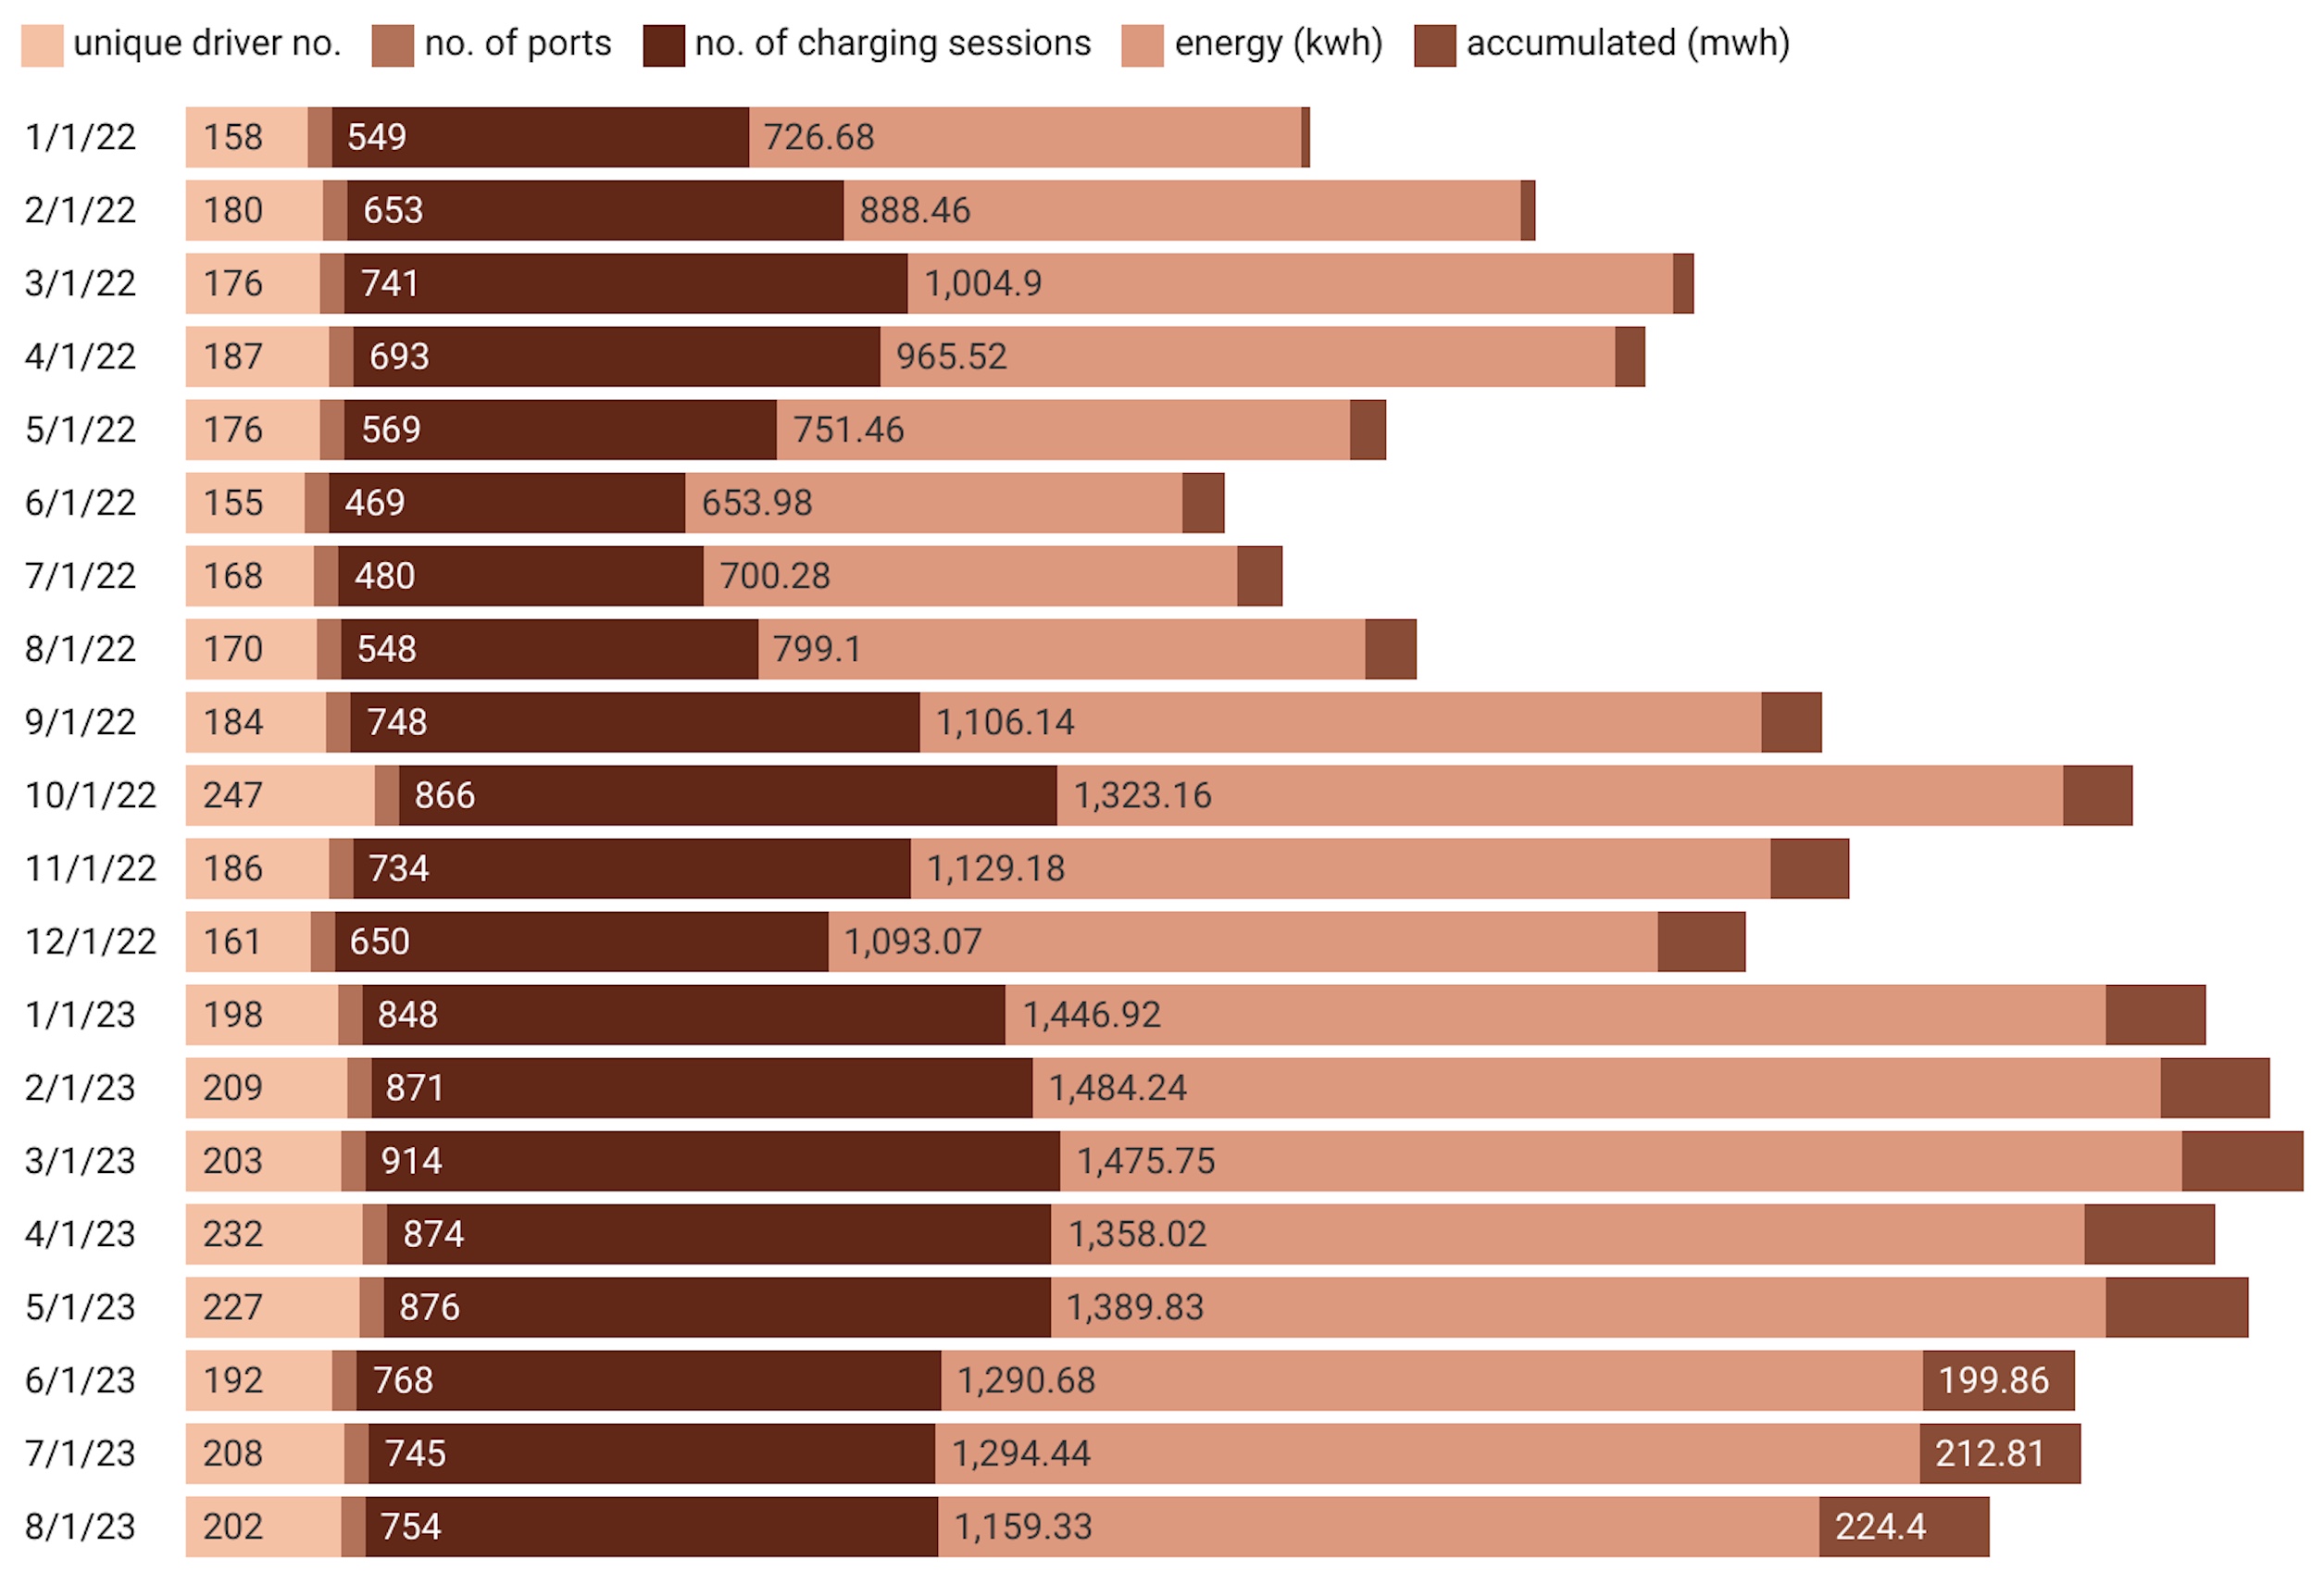 unique driver no. no. of ports no. of charging sessions energy (kwh) accumulated (mwh)
1/1/22 158 549 726.68
2/1/22 180 653 888.46
3/1/22 176 741 1,004.9
4/1/22 187 693 965.52
5/1/22 176 569 751.46
6/1/22 155 469 653.98
7/1/22 168 480 700.28
8/1/22 170 548 799.1
9/1/22 184 748 1,106.14
10/1/22 247 866 1,323.16
11/1/22 186 734 1,129.18
12/1/22 161 650 1,093.07
1/1/23 198 848 1,446.92
2/1/23 209 871 1,484.24
3/1/23 203 914 1,475.75
4/1/23 232 874 1,358.02
5/1/23 227 876 1,389.83
6/1/23 192 768 1,290.68 199.86
7/1/23 208 745 1,294.44 212.81
8/1/23 202 754 1,159.33 224.4